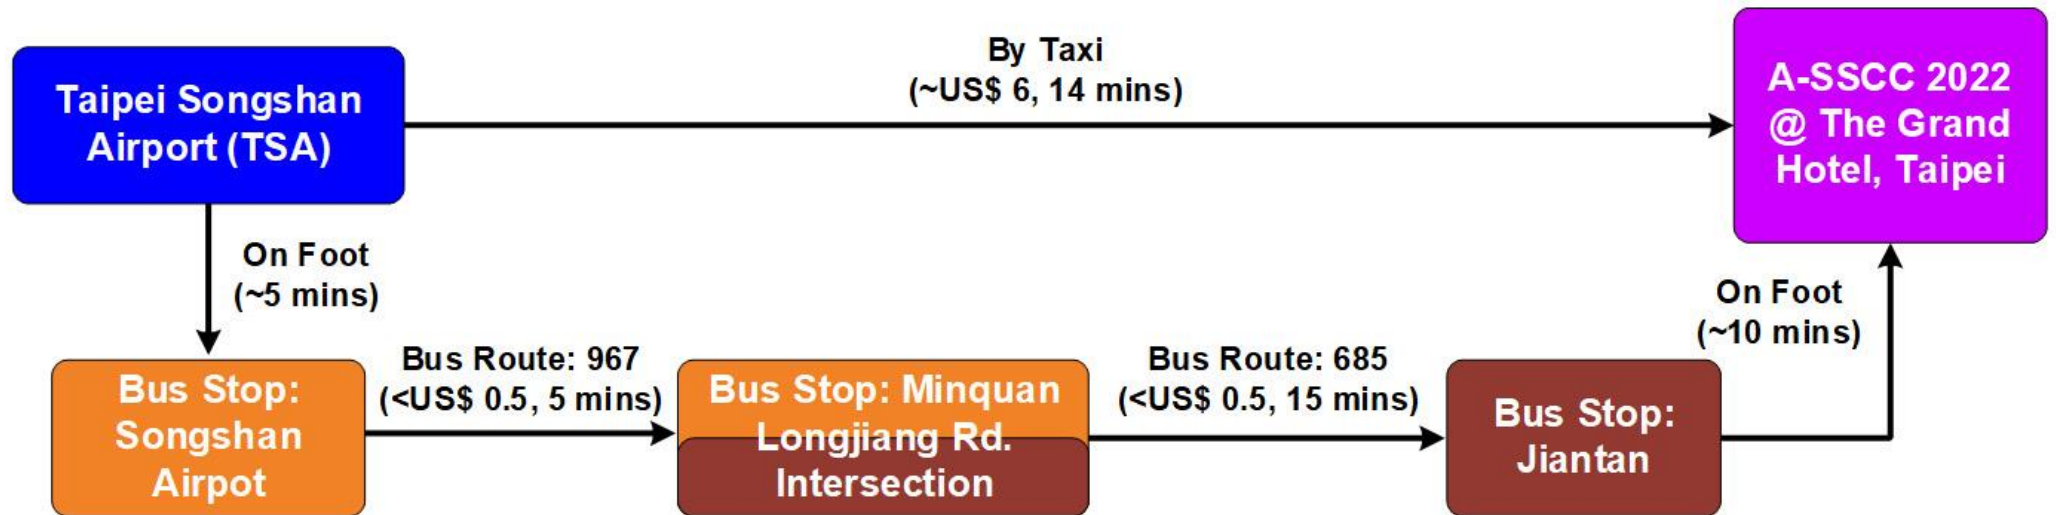 Taipei Songshan
Airport (TSA)
By Taxi
(~US$ 6, 14 mins)
A-SSCC 2022
@ The Grand
Hotel, Taipei
On Foot
(~5 mins)
Bus Stop:
Songshan
Airpot
Bus Route: 967
(<US$ 0.5, 5 mins)
Bus Stop: Minquan
Longjiang Rd.
Intersection
Bus Route: 685
(<US$ 0.5, 15 mins)
Bus Stop:
Jiantan
On Foot
(~10 mins)